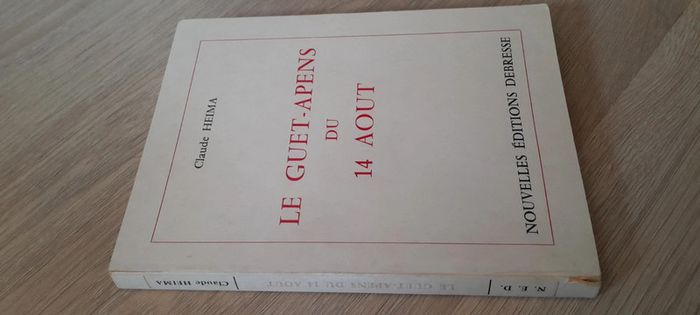 Claude HEIMA
LE GUET-APENS
DU
14 AOUT
NOUVELLES ÉDITIONS DEBRESSE
Claude HEIMA
LE GUET-APENS DU 14 AOUT
N. E. D.